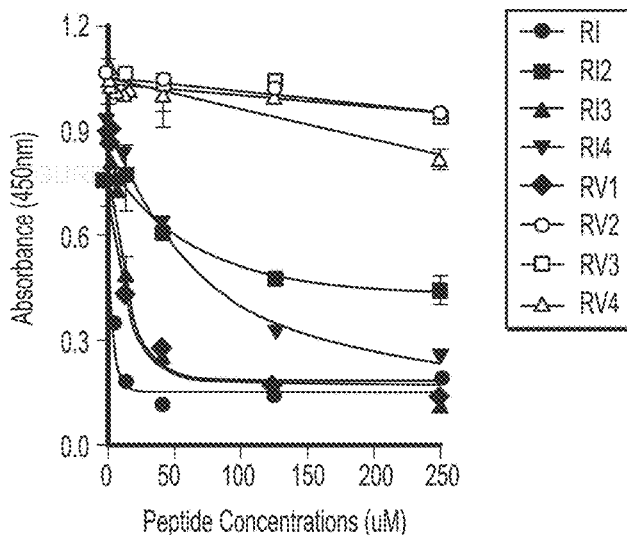 1.2
0.9
0.6
0.3
0.0
Absorbance (450nm)
0 50 100 150 200 250
Peptide Concentrations (uM)
RI
RI2
RI3
RI4
RV1
RV2
RV3
RV4